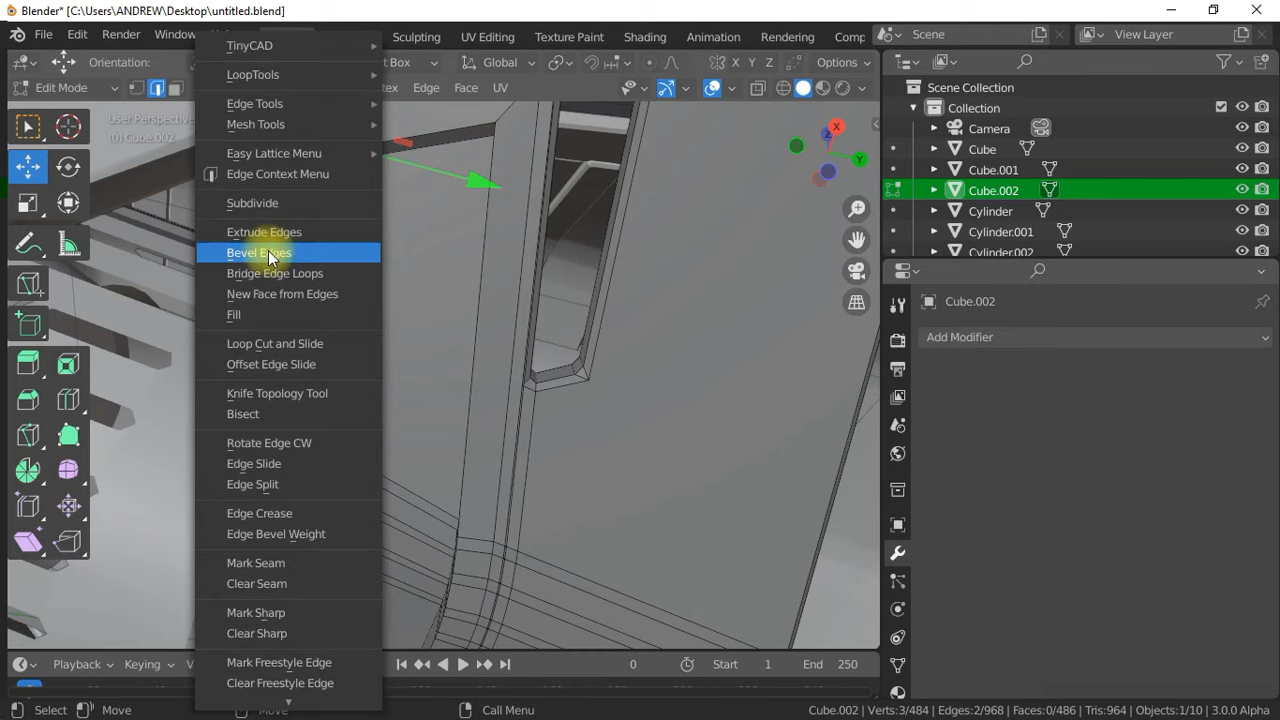 Blender* [C:\Users\ANDREW\Desktop\untitled.blend]
File Edit Render Window Sculpting UV Editing Texture Paint Shading Animation Rendering Comp Scene View Layer
Orientation: Box Global X Y Z Options
Edit Mode Edge Face UV
User Perspective
(0) Cube.002
TinyCAD
LoopTools
Edge Tools
Mesh Tools
Easy Lattice Menu
Edge Context Menu
Subdivide
Extrude Edges
Bevel Edges
Bridge Edge Loops
New Face from Edges
Fill
Loop Cut and Slide
Offset Edge Slide
Knife Topology Tool
Bisect
Rotate Edge CW
Edge Slide
Edge Split
Edge Crease
Edge Bevel Weight
Mark Seam
Clear Seam
Mark Sharp
Clear Sharp
Mark Freestyle Edge
Clear Freestyle Edge
X
Y
Z
Scene Collection
Collection
Camera
Cube
Cube.001
Cube.002
Cylinder
Cylinder.001
Cylinder.002
Cube.002
Add Modifier
Playback Keying 0 Start 1 End 250
Select Move Call Menu Cube.002 | Verts:3/484 | Edges:2/968 | Faces:0/486 | Tris:964 | Objects:1/10 | 3.0.0 Alpha